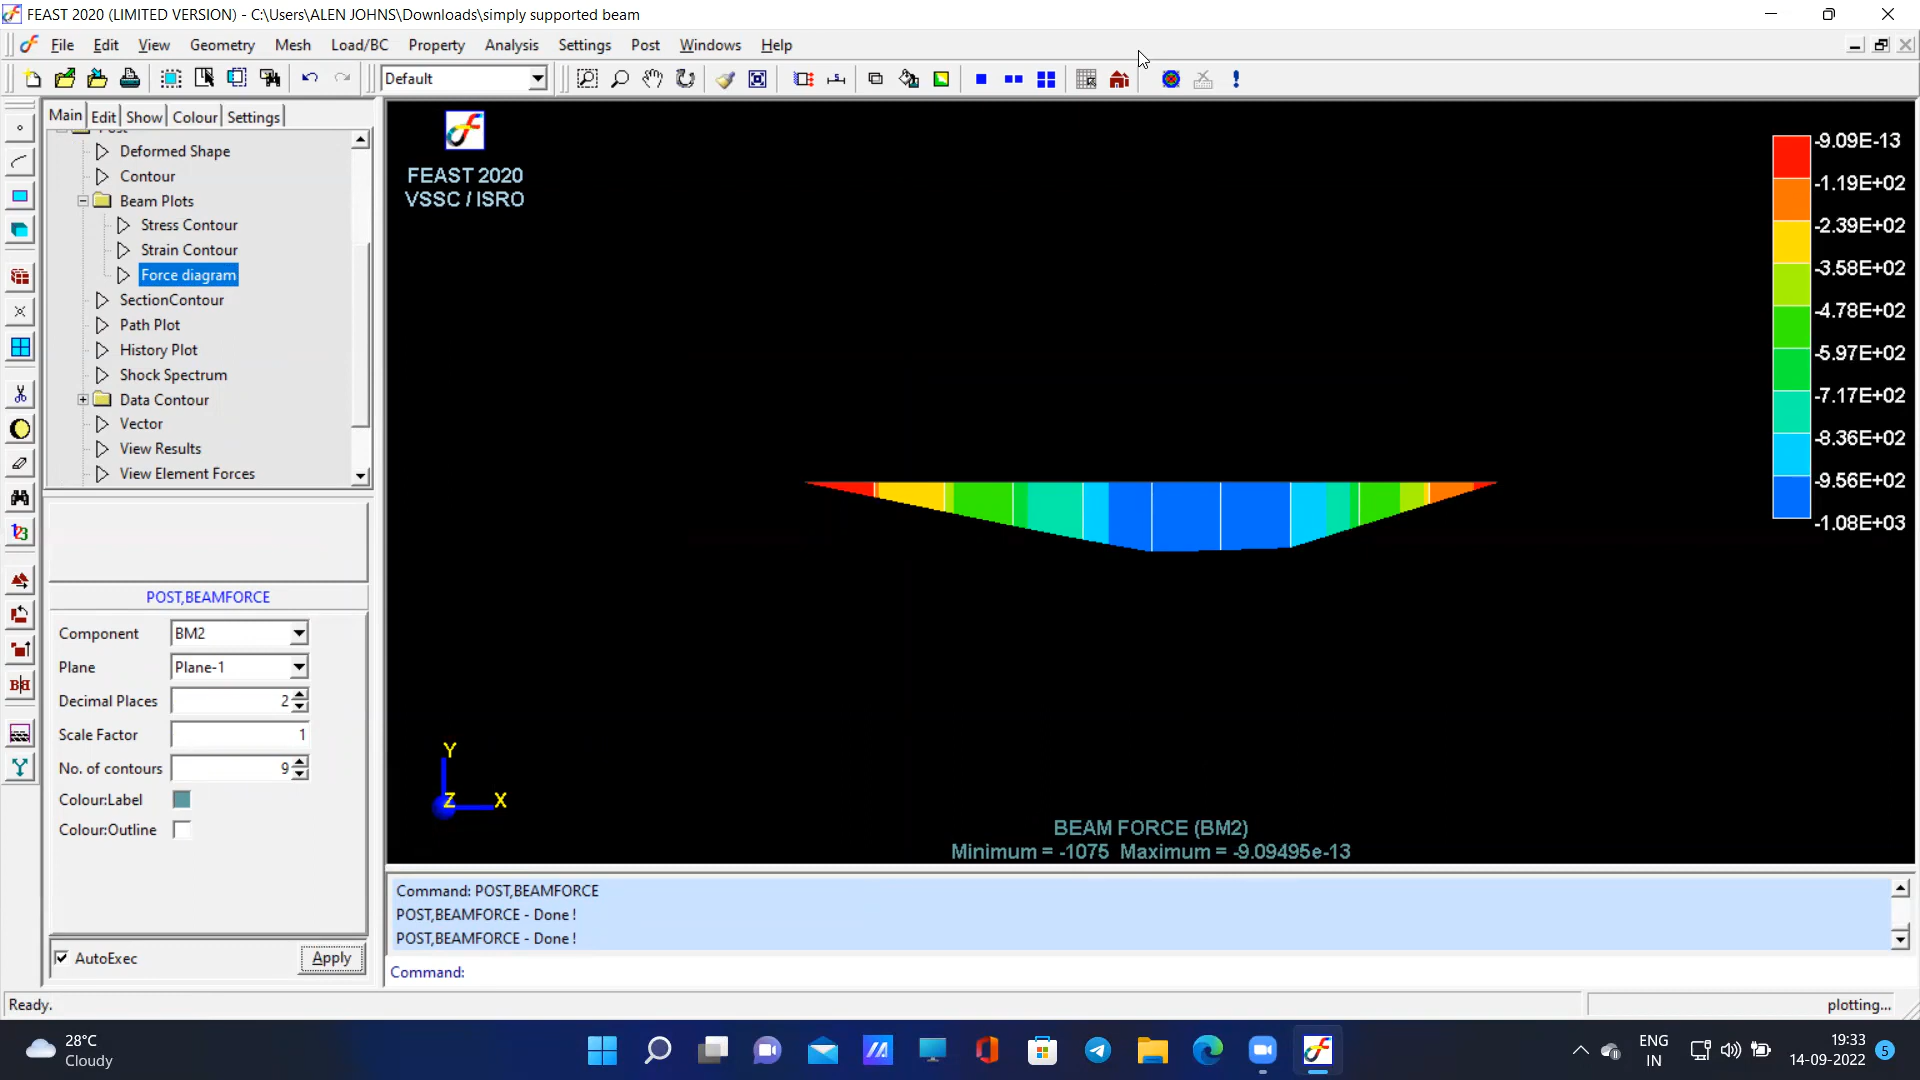 FEAST 2020 (LIMITED VERSION) - C:\Users\ALEN JOHNS\Downloads\simply supported beam
File Edit View Geometry Mesh Load/BC Property Analysis Settings Post Windows Help
Default
Main Edit Show Colour Settings
Post
Deformed Shape
Contour
Beam Plots
Stress Contour
Strain Contour
Force diagram
SectionContour
Path Plot
History Plot
Shock Spectrum
Data Contour
Vector
View Results
View Element Forces
POST,BEAMFORCE
Component BM2
Plane Plane-1
Decimal Places 2
Scale Factor 1
No. of contours 9
Colour:Label
Colour:Outline
AutoExec Apply
FEAST 2020
VSSC / ISRO
-9.09E-13
-1.19E+02
-2.39E+02
-3.58E+02
-4.78E+02
-5.97E+02
-7.17E+02
-8.36E+02
-9.56E+02
-1.08E+03
Y
Z X
BEAM FORCE (BM2)
Minimum = -1075 Maximum = -9.09495e-13
Command: POST,BEAMFORCE
POST,BEAMFORCE - Done !
POST,BEAMFORCE - Done !
Command:
Ready. plotting...
28°C
Cloudy
ENG
IN
19:33
14-09-2022
5